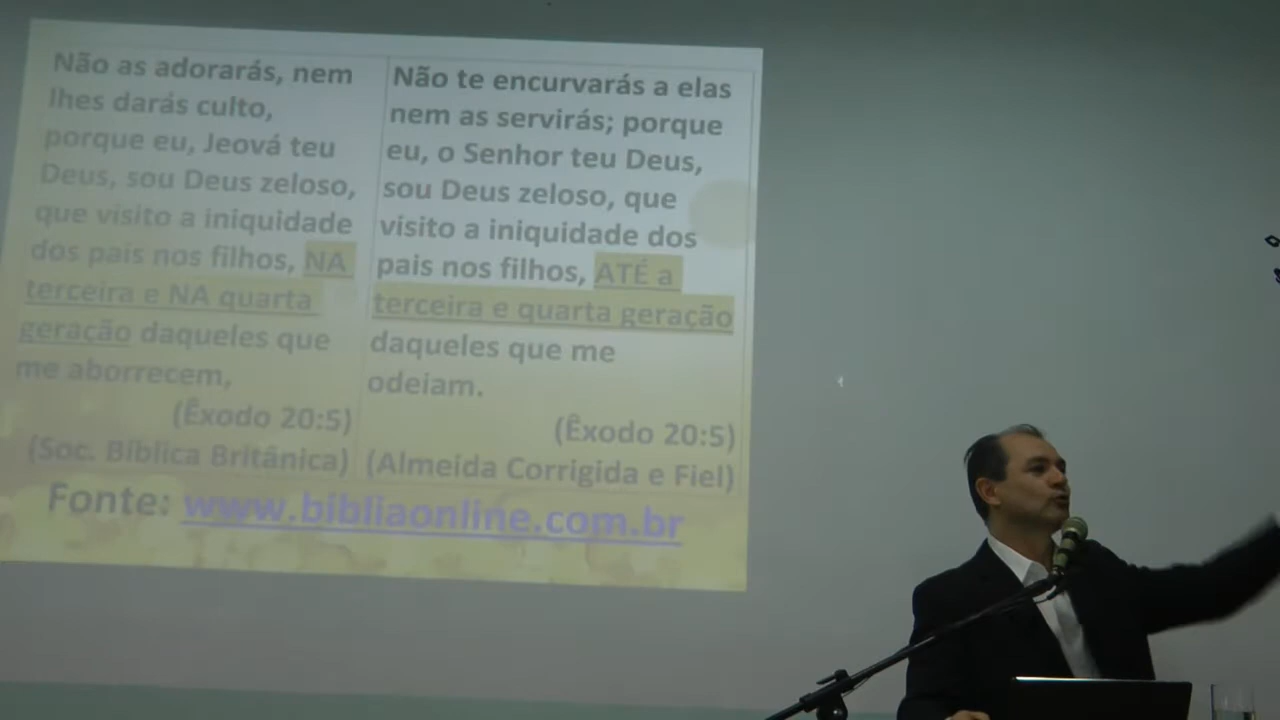 Não as adorarás, nem
lhes darás culto,
porque eu, Jeová teu
Deus, sou Deus zeloso,
que visito a iniquidade
dos pais nos filhos, NA
terceira e NA quarta
geração daqueles que
me aborrecem,
(Êxodo 20:5)
(Soc. Bíblica Britânica)
Não te encurvarás a elas
nem as servirás; porque
eu, o Senhor teu Deus,
sou Deus zeloso, que
visito a iniquidade dos
pais nos filhos, ATÉ a
terceira e quarta geração
daqueles que me
odeiam.
(Êxodo 20:5)
(Almeida Corrigida e Fiel)
Fonte: www.bibliaonline.com.br